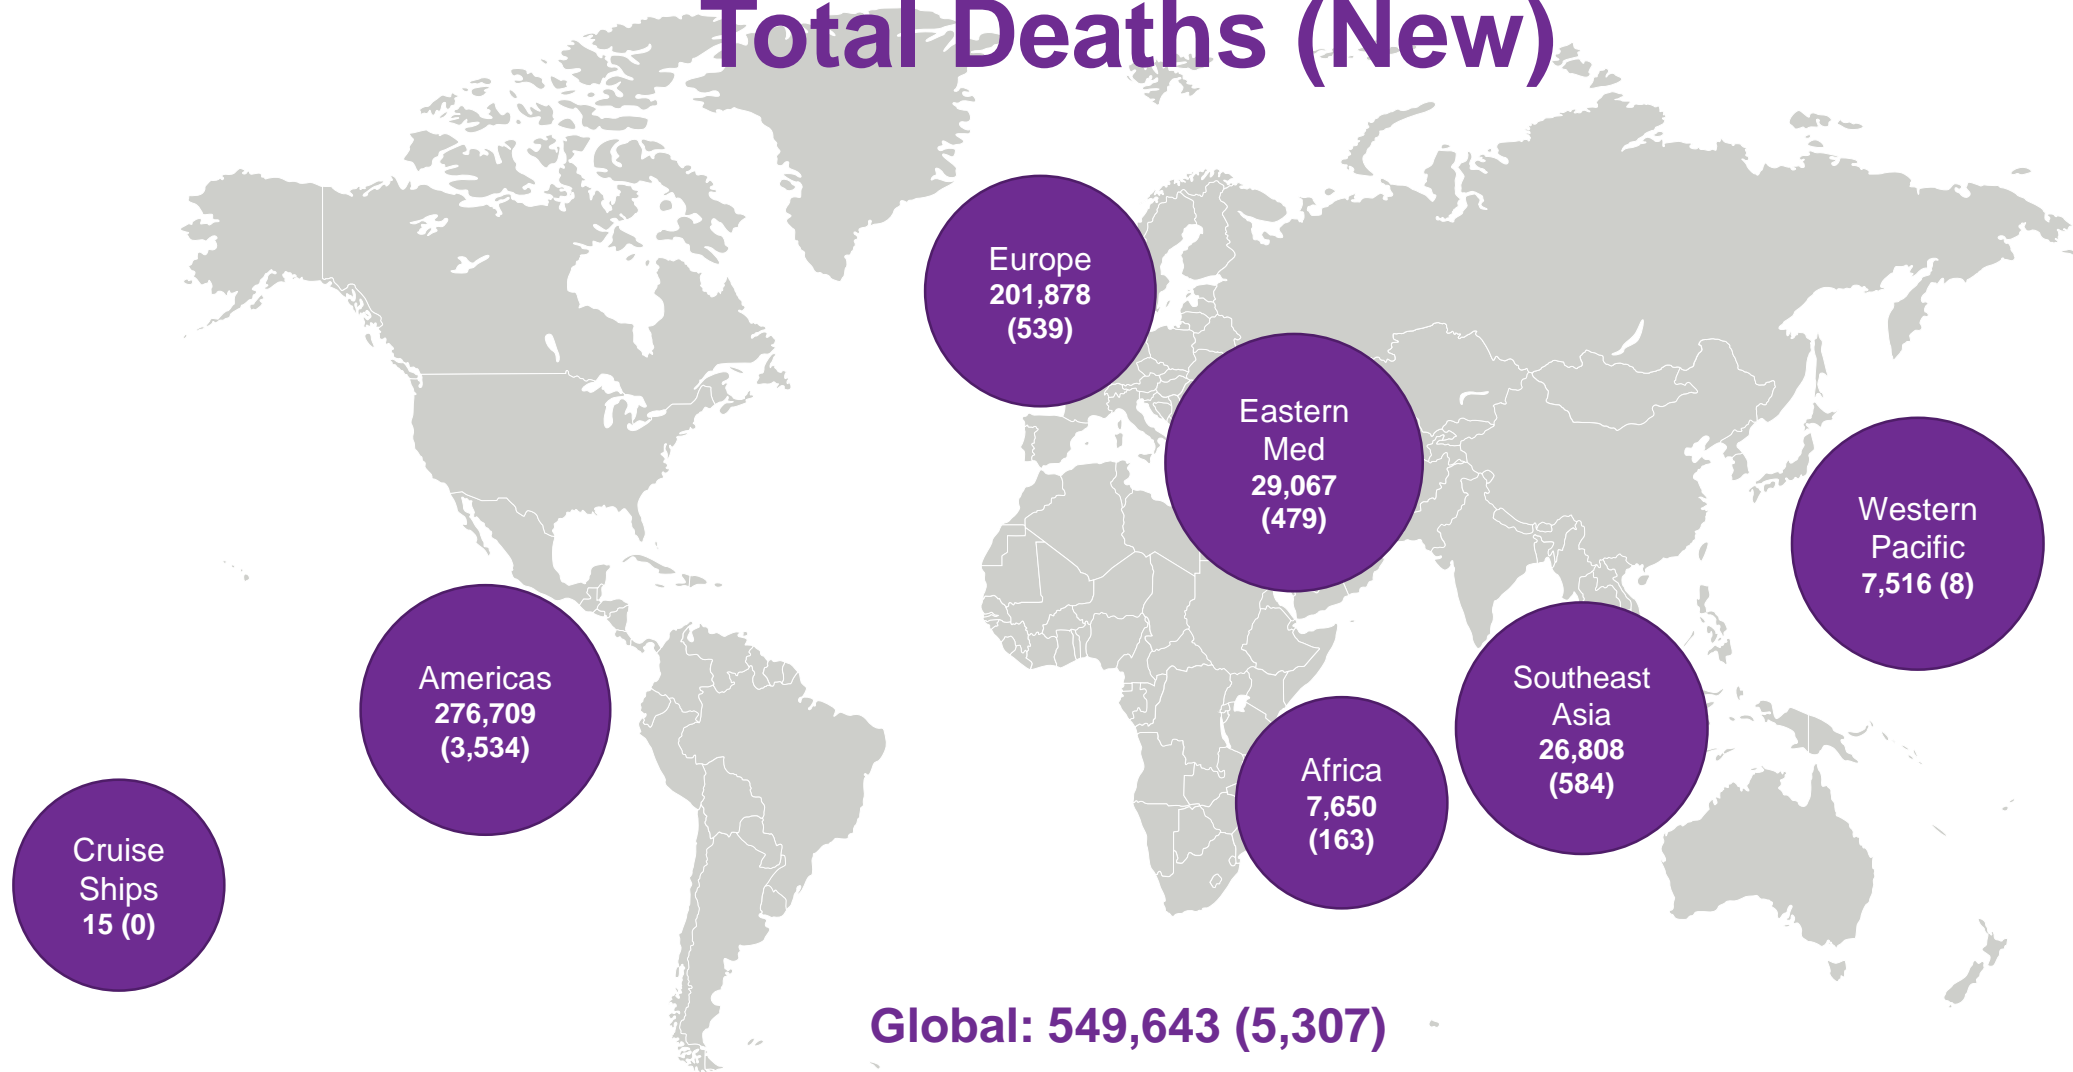 Total Deaths (New)
Europe
201,878
(539)
Eastern
Med
29,067
(479)
Western
Pacific
7,516 (8)
Americas
276,709
(3,534)
Southeast
Asia
26,808
(584)
Africa
7,650
(163)
Cruise
Ships
15 (0)
Global: 549,643 (5,307)